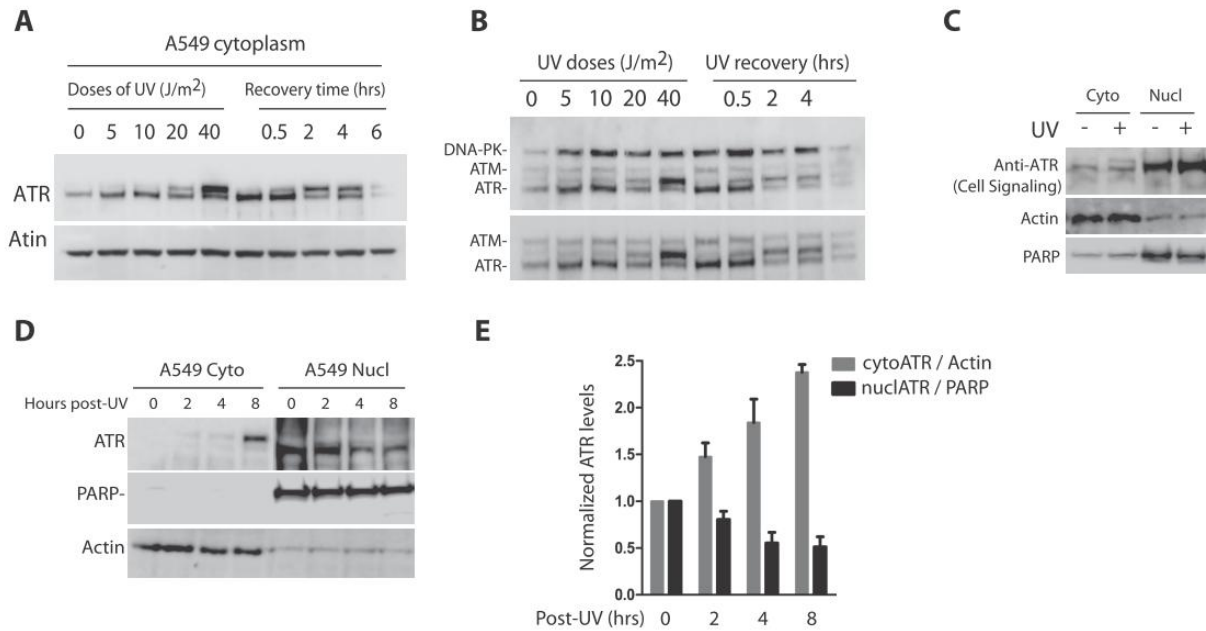 A
A549 cytoplasm
Doses of UV (J/m2) Recovery time (hrs)
0 5 10 20 40 0.5 2 4 6
ATR
Atin
B
UV doses (J/m2) UV recovery (hrs)
0 5 10 20 40 0.5 2 4
DNA-PK-
ATM-
ATR-
ATM-
ATR-
C
Cyto Nucl
UV - + - +
Anti-ATR
(Cell Signaling)
Actin
PARP
D
A549 Cyto A549 Nucl
Hours post-UV 0 2 4 8 0 2 4 8
ATR
PARP-
Actin
E
cytoATR / Actin
nuclATR / PARP
Normalized ATR levels
2.5
2.0
1.5
1.0
0.5
0.0
Post-UV (hrs) 0 2 4 8